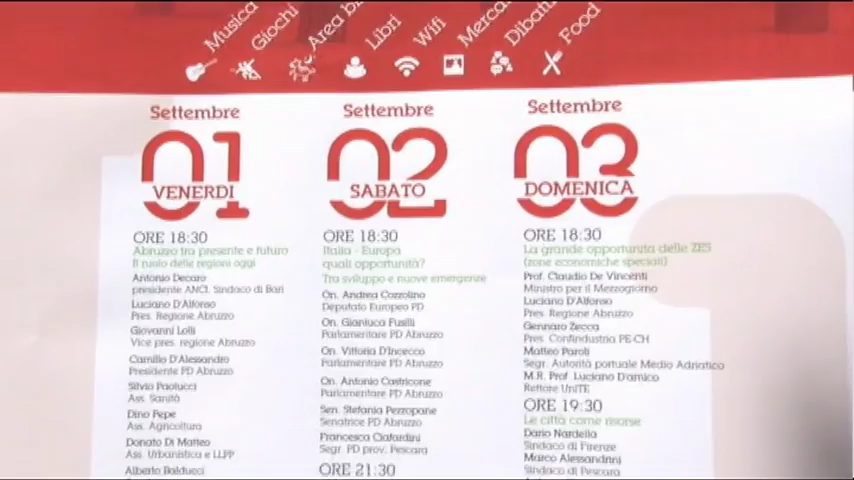 Musica
Giochi
Area
Libri
Wifi
Food
Settembre
01
VENERDI
ORE 18:30
Abruzzo tra presente e futuro
Il ruolo delle regioni oggi
Antonio Decaro
presidente ANCI, Sindaco di Bari
Luciano D'Alfonso
Pres. Regione Abruzzo
Giovanni Lolli
Vice pres. regione Abruzzo
Camillo D'Alessandro
Presidente PD Abruzzo
Silvio Paolucci
Ass. Sanità
Dino Pepe
Ass. Agricoltura
Donato Di Matteo
Ass. Urbanistica e LLPP
Alberto Balducci
Settembre
02
SABATO
ORE 18:30
Italia - Europa
quali opportunità?
Tra sviluppo e nuove emergenze
On. Andrea Cozzolino
Deputato Europeo PD
On. Gianluca Fusilli
Parlamentare PD Abruzzo
On. Vittoria D'Incecco
Parlamentare PD Abruzzo
On. Antonio Castricone
Parlamentare PD Abruzzo
Sen. Stefania Pezzopane
Senatrice PD Abruzzo
Francesca Ciafardini
Segr. PD prov. Pescara
ORE 21:30
Settembre
03
DOMENICA
ORE 18:30
La grande opportunità delle ZES
(zone economiche speciali)
Prof. Claudio De Vincenti
Ministro per il Mezzogiorno
Luciano D'Alfonso
Pres. Regione Abruzzo
Gennaro Zecca
Pres. Confindustria PE-CH
Matteo Paroli
Segr. Autorità portuale Medio Adriatico
M.R. Prof. Luciano D'amico
Rettore UniTE
ORE 19:30
Le città come risorse
Dario Nardella
Sindaco di Firenze
Marco Alessandrini
Sindaco di Pescara